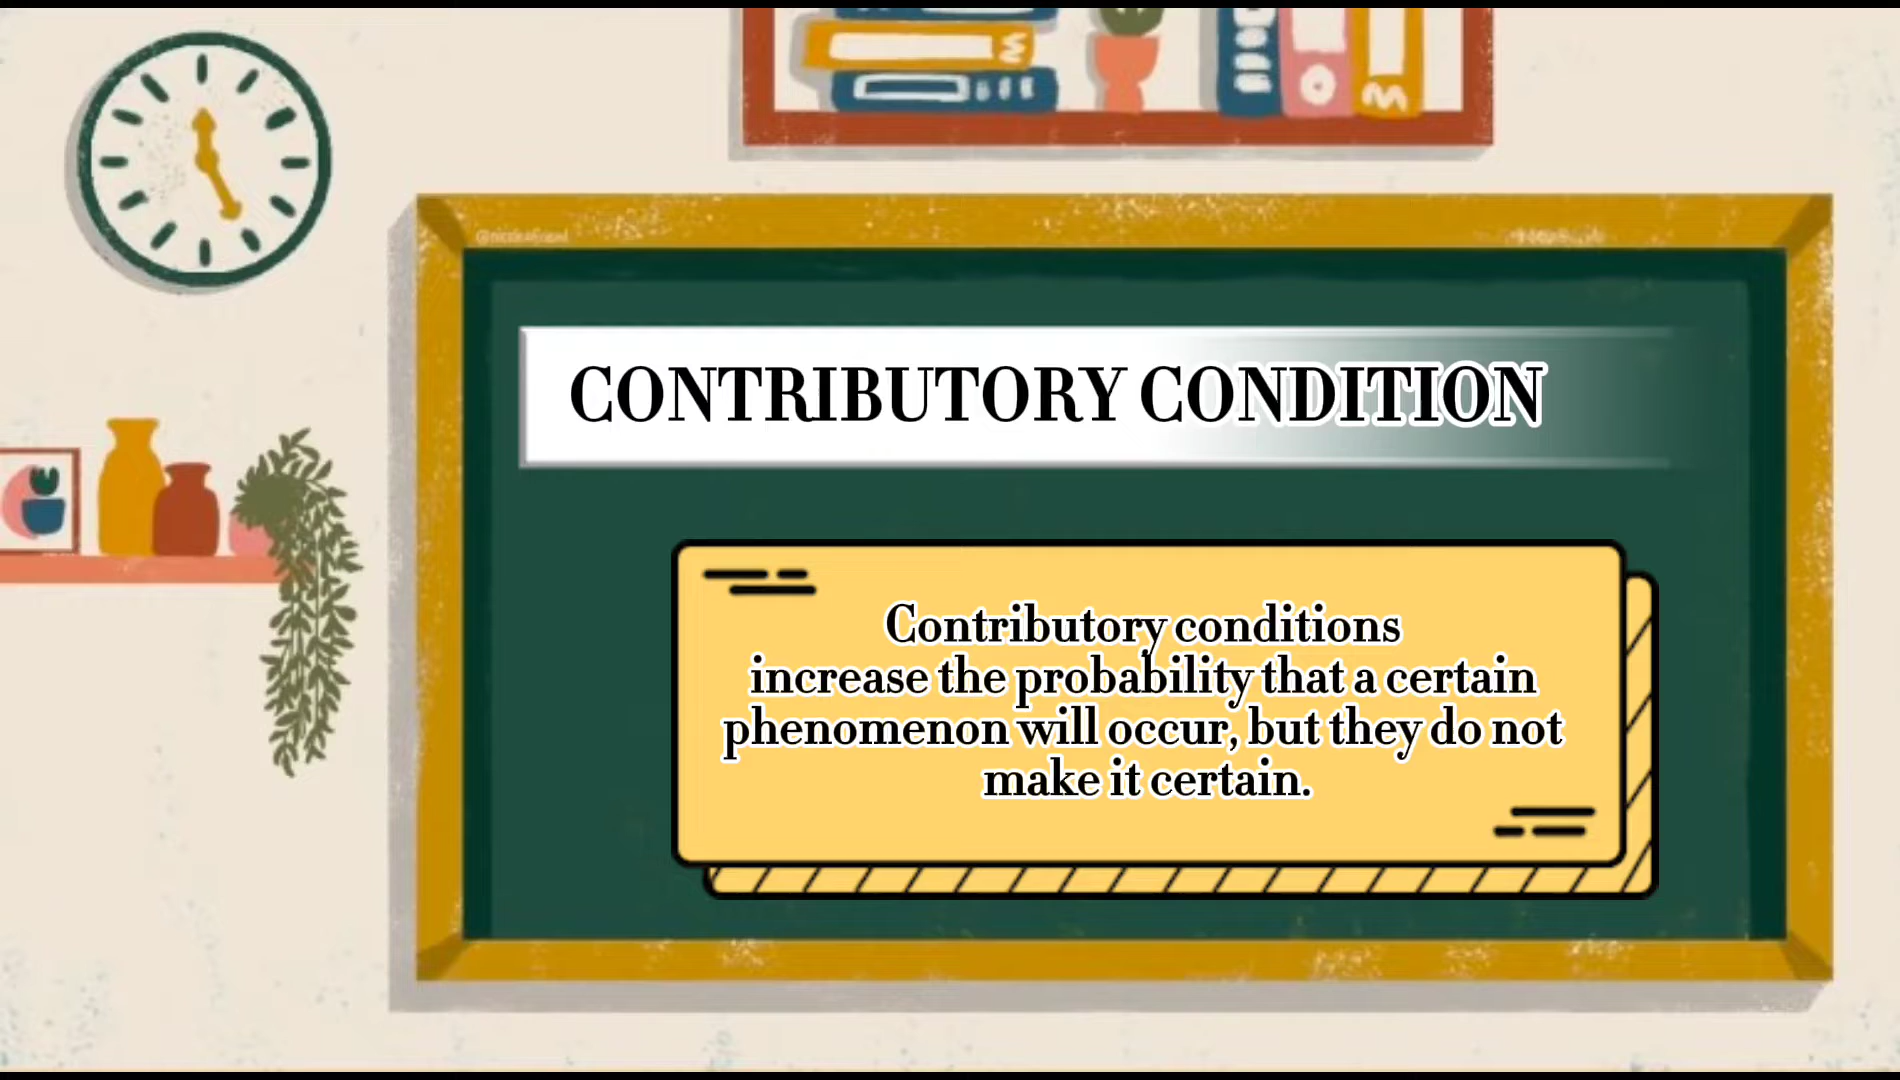 CONTRIBUTORY CONDITION
Contributory conditions
increase the probability that a certain
phenomenon will occur, but they do not
make it certain.